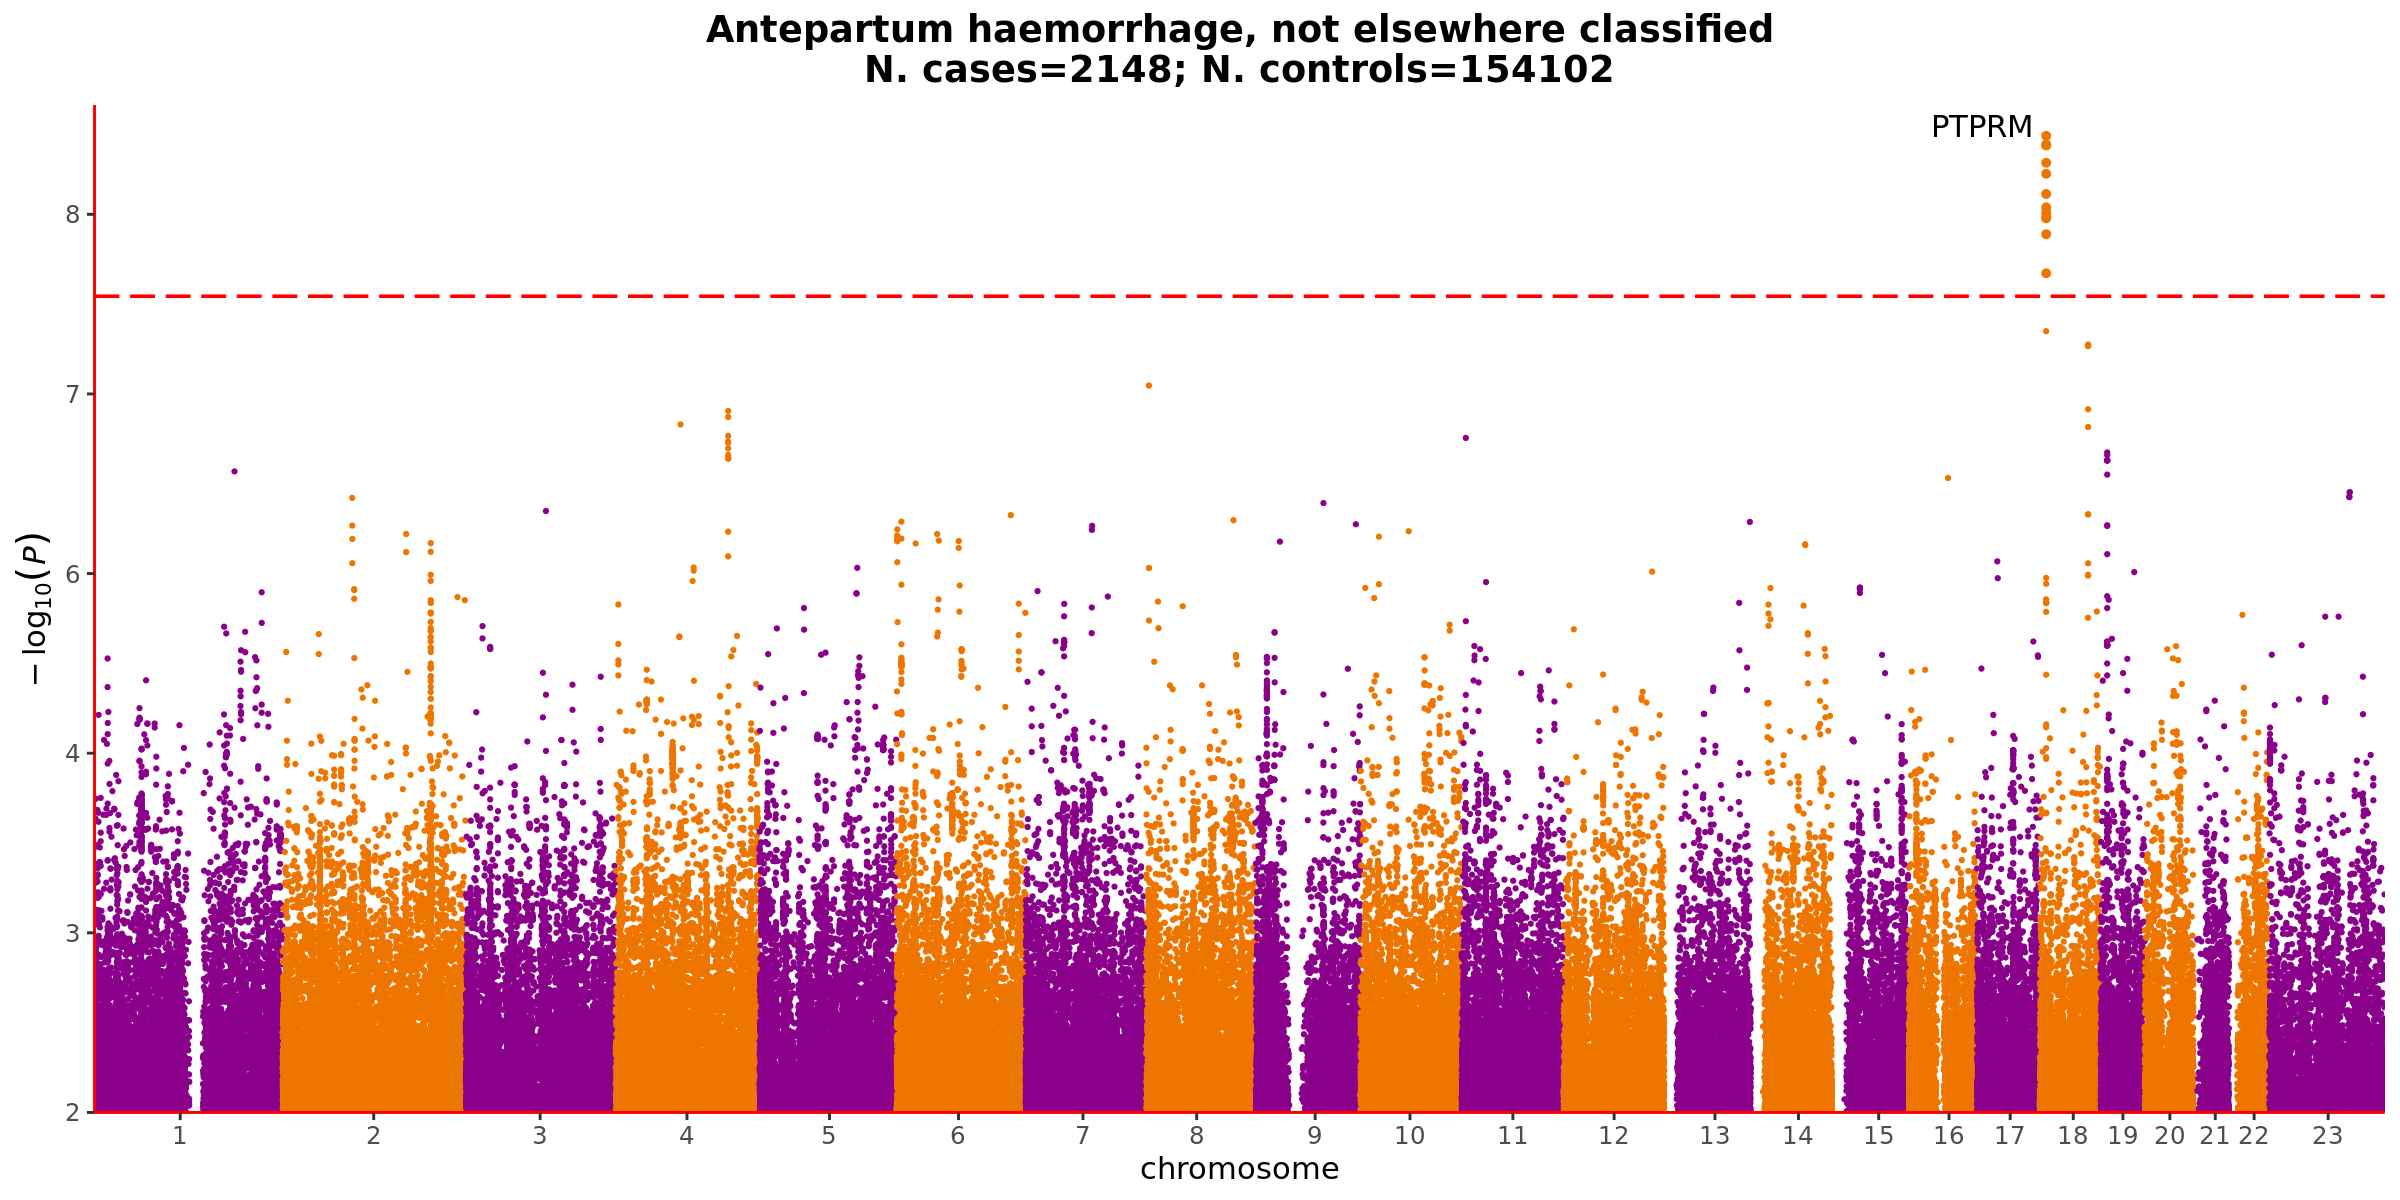 Antepartum haemorrhage, not elsewhere classified
N. cases=2148; N. controls=154102
PTPRM
8
7
6
5
4
3
2
−log₁₀(P)
1 2 3 4 5 6 7 8 9 10 11 12 13 14 15 16 17 18 19 20 21 22 23
chromosome